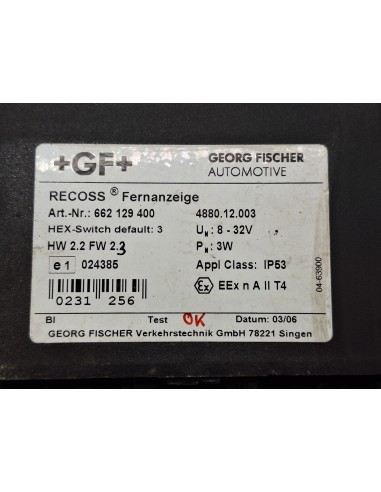 +GF+
GEORG FISCHER
AUTOMOTIVE
RECOSS® Fernanzeige
Art.-Nr.: 662 129 400 4880.12.003
HEX-Switch default: 3 UN: 8 - 32V
HW 2.2 FW 2.3 PN: 3W
e1 024385 Appl Class: IP53
Ex EEx n A II T4
0231 256
04-63900
BI Test OK Datum: 03/06
GEORG FISCHER Verkehrstechnik GmbH 78221 Singen